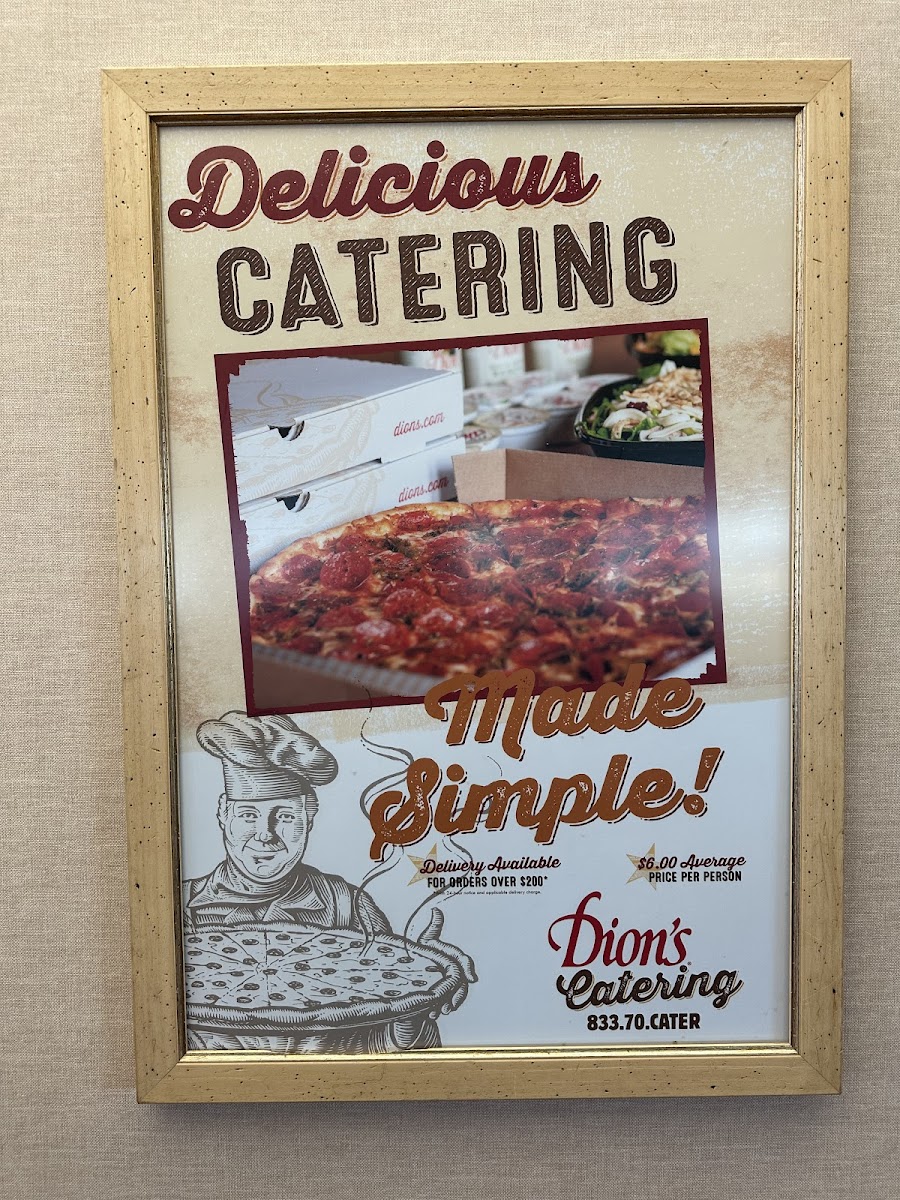 Delicious
CATERING
dions.com
dions.com
Made
Simple!
Delivery Available
FOR ORDERS OVER $200*
$6.00 Average
PRICE PER PERSON
Dion's
Catering
833.70.CATER